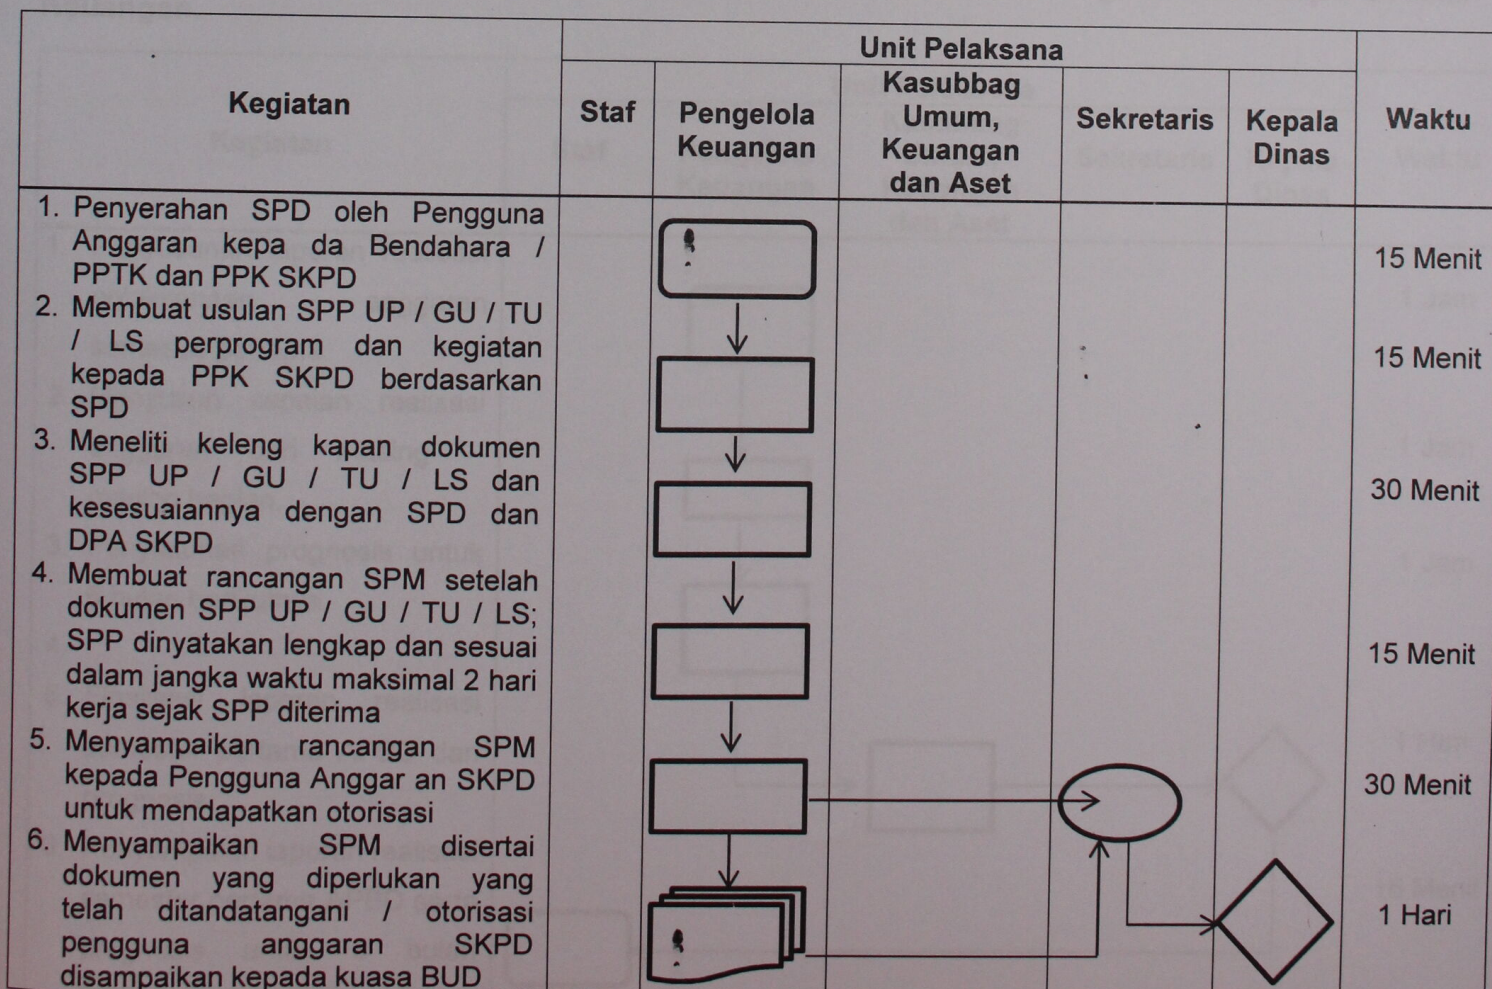 Unit Pelaksana
Kegiatan
Staf
Pengelola
Keuangan
Kasubbag
Umum,
Keuangan
dan Aset
Sekretaris
Kepala
Dinas
Waktu
1. Penyerahan SPD oleh Pengguna
Anggaran kepa da Bendahara /
PPTK dan PPK SKPD
15 Menit
2. Membuat usulan SPP UP / GU / TU
/ LS perprogram dan kegiatan
kepada PPK SKPD berdasarkan
SPD
15 Menit
3. Meneliti keleng kapan dokumen
SPP UP / GU / TU / LS dan
kesesuaiannya dengan SPD dan
DPA SKPD
30 Menit
4. Membuat rancangan SPM setelah
dokumen SPP UP / GU / TU / LS;
SPP dinyatakan lengkap dan sesuai
dalam jangka waktu maksimal 2 hari
kerja sejak SPP diterima
15 Menit
5. Menyampaikan rancangan SPM
kepada Pengguna Anggar an SKPD
untuk mendapatkan otorisasi
30 Menit
6. Menyampaikan SPM disertai
dokumen yang diperlukan yang
telah ditandatangani / otorisasi
pengguna anggaran SKPD
disampaikan kepada kuasa BUD
1 Hari